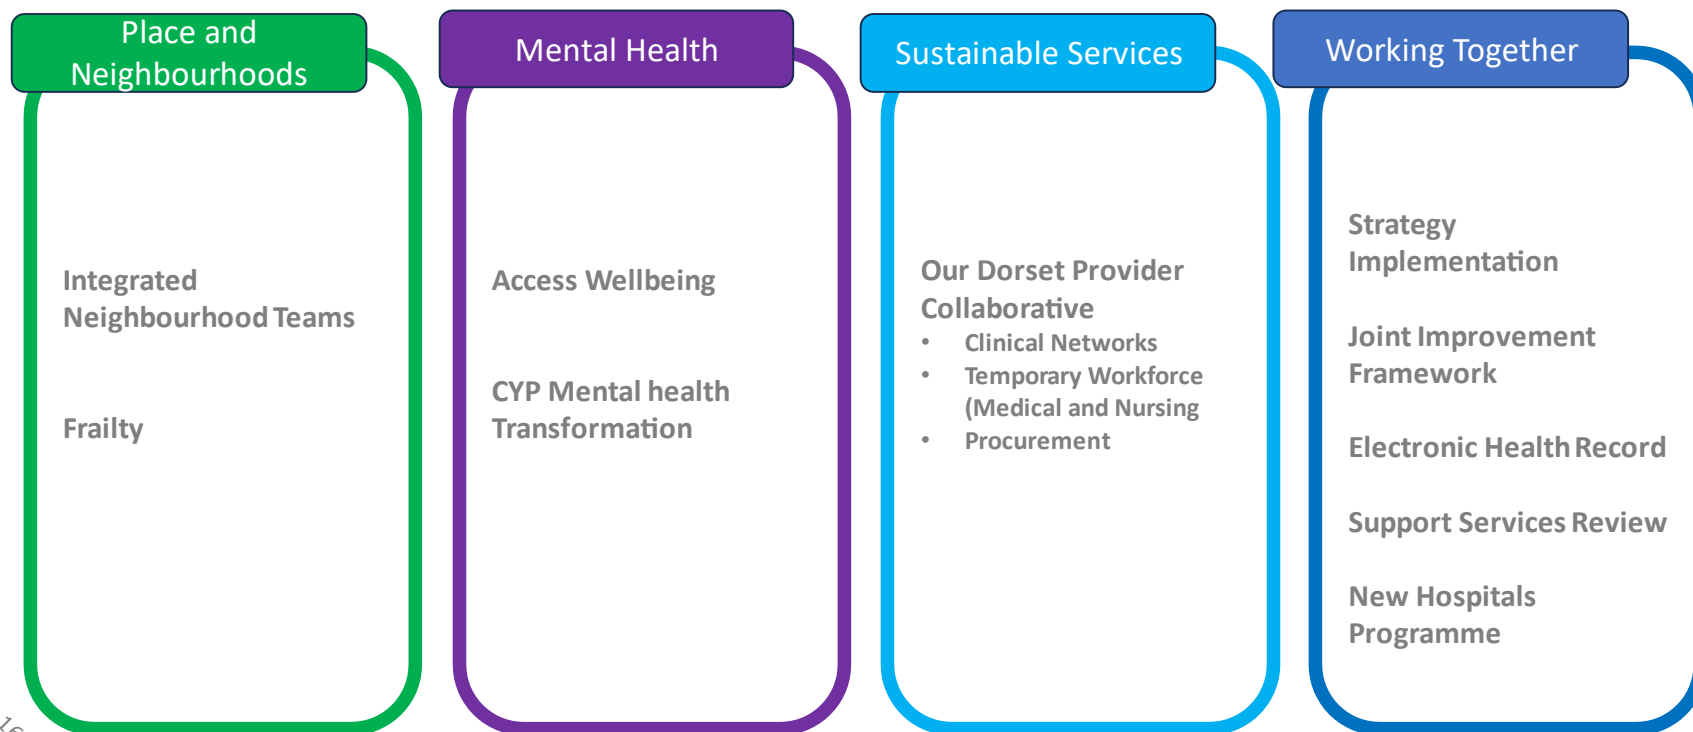 Place and
Neighbourhoods
Integrated
Neighbourhood Teams
Frailty
Mental Health
Access Wellbeing
CYP Mental health
Transformation
Sustainable Services
Our Dorset Provider
Collaborative
• Clinical Networks
• Temporary Workforce
(Medical and Nursing
• Procurement
Working Together
Strategy
Implementation
Joint Improvement
Framework
Electronic Health Record
Support Services Review
New Hospitals
Programme